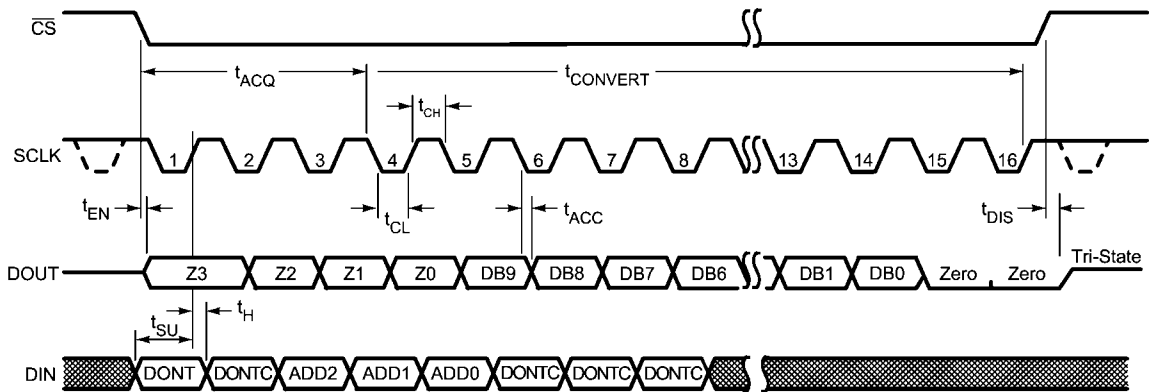 CS
tACQ
tCONVERT
tCH
SCLK
1 2 3 4 5 6 7 8 13 14 15 16
tEN
tCL
tACC
tDIS
DOUT
Z3 Z2 Z1 Z0 DB9 DB8 DB7 DB6 DB1 DB0 Zero Zero Tri-State
tSU
tH
DIN
DONT DONTC ADD2 ADD1 ADD0 DONTC DONTC DONTC